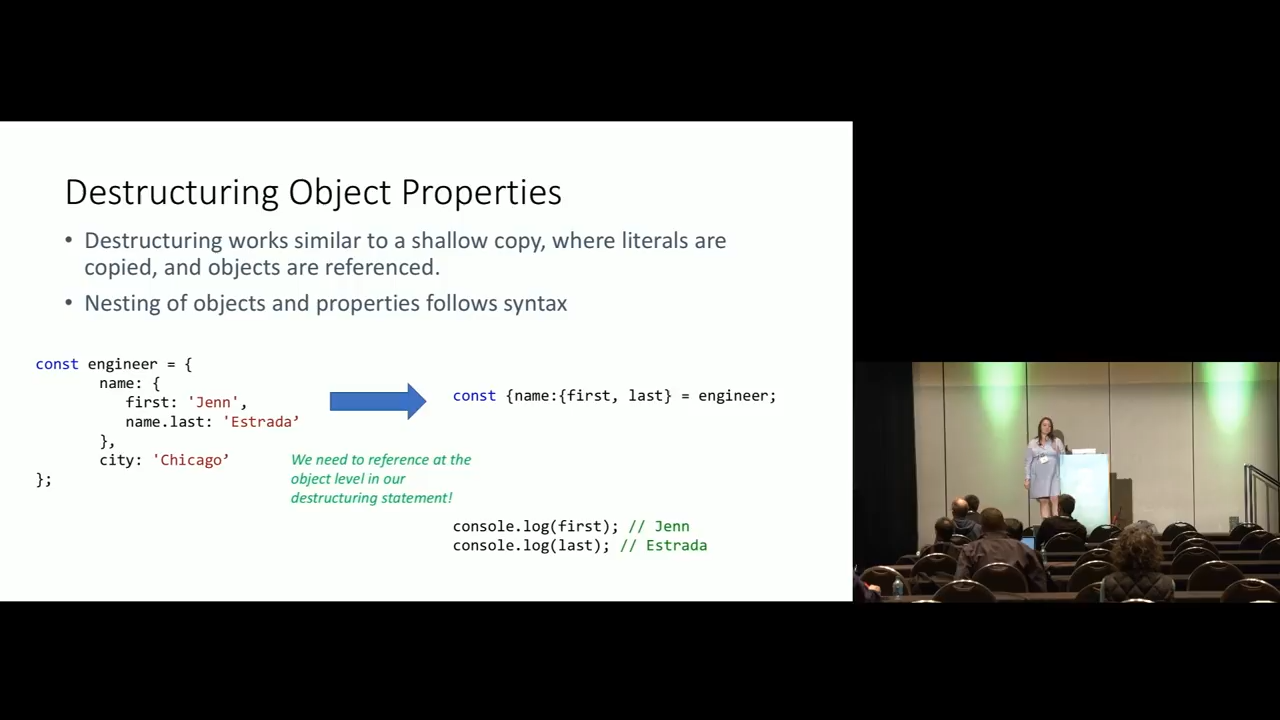 Destructuring Object Properties
• Destructuring works similar to a shallow copy, where literals are
copied, and objects are referenced.
• Nesting of objects and properties follows syntax
const engineer = {
name: {
first: 'Jenn',
name.last: 'Estrada’
},
city: 'Chicago’
};
const {name:{first, last} = engineer;
We need to reference at the
object level in our
destructuring statement!
console.log(first); // Jenn
console.log(last); // Estrada